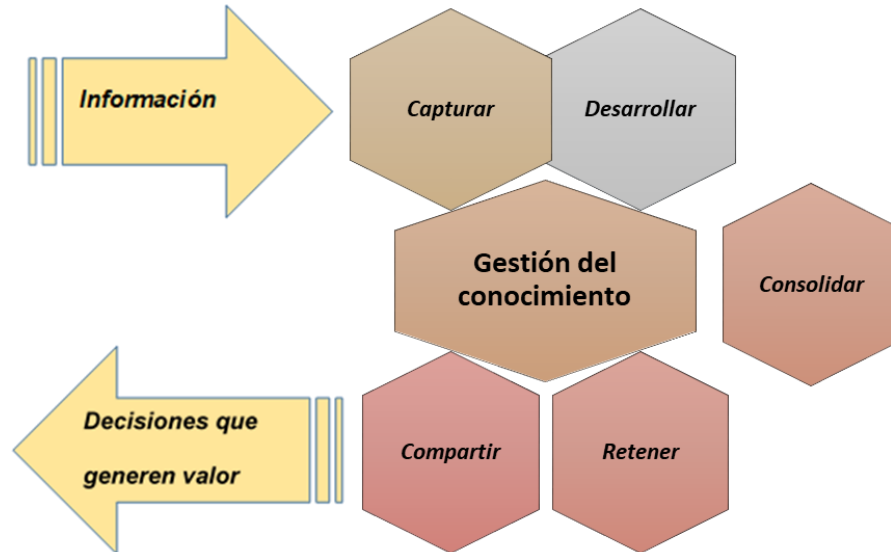 Información
Capturar
Desarrollar
Gestión del
conocimiento
Consolidar
Decisiones que
generen valor
Compartir
Retener